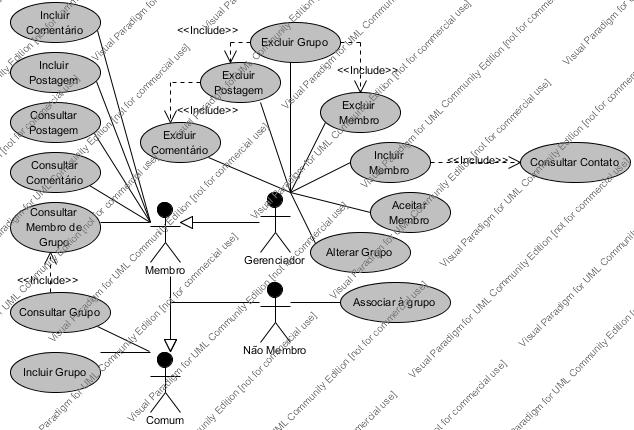 Incluir
Comentário
Incluir
Postagem
Consultar
Postagem
Consultar
Comentário
Consultar
Membro de
Grupo
<<Include>>
Consultar Grupo
Incluir Grupo
<<Include>>
Excluir Grupo
Excluir
Postagem
<<Include>>
<<Include>>
Excluir
Comentário
Excluir
Membro
Incluir
Membro
<<Include>>
Consultar Contato
Aceitar
Membro
Alterar Grupo
Membro
Gerenciador
Associar à grupo
Não Membro
Comum
Visual Paradigm for UML Community Edition [not for commercial use]